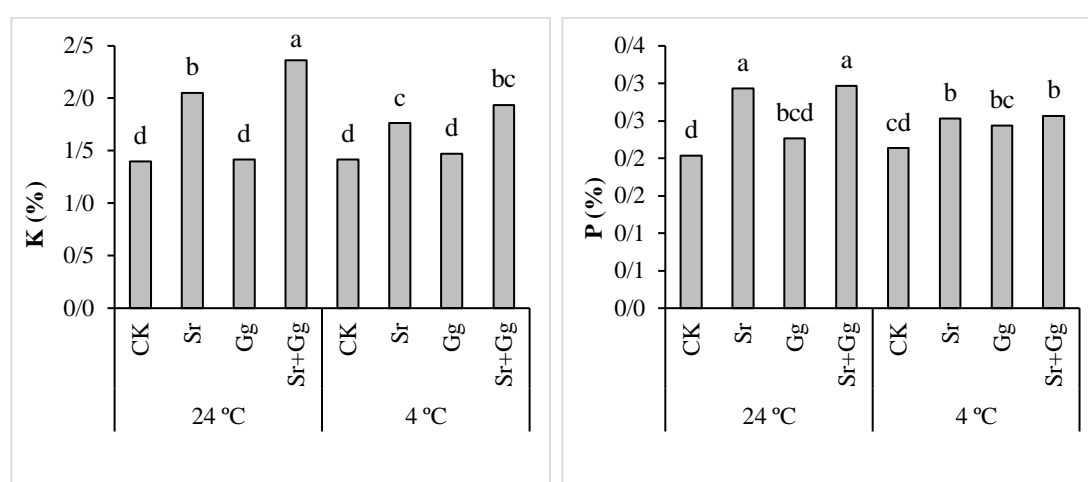 K (%)
2/5
2/0
1/5
1/0
0/5
0/0
d
b
d
a
d
c
d
bc
CK
Sr
Gg
Sr+Gg
CK
Sr
Gg
Sr+Gg
24 ºC
4 ºC
P (%)
0/4
0/3
0/3
0/2
0/2
0/1
0/1
0/0
d
a
bcd
a
cd
b
bc
b
CK
Sr
Gg
Sr+Gg
CK
Sr
Gg
Sr+Gg
24 ºC
4 ºC